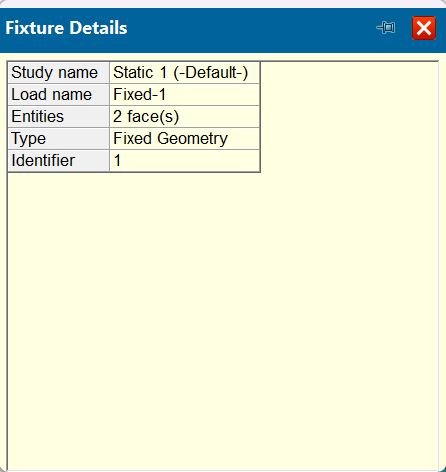 Fixture Details
Study name Static 1 (-Default-)
Load name Fixed-1
Entities 2 face(s)
Type Fixed Geometry
Identifier 1